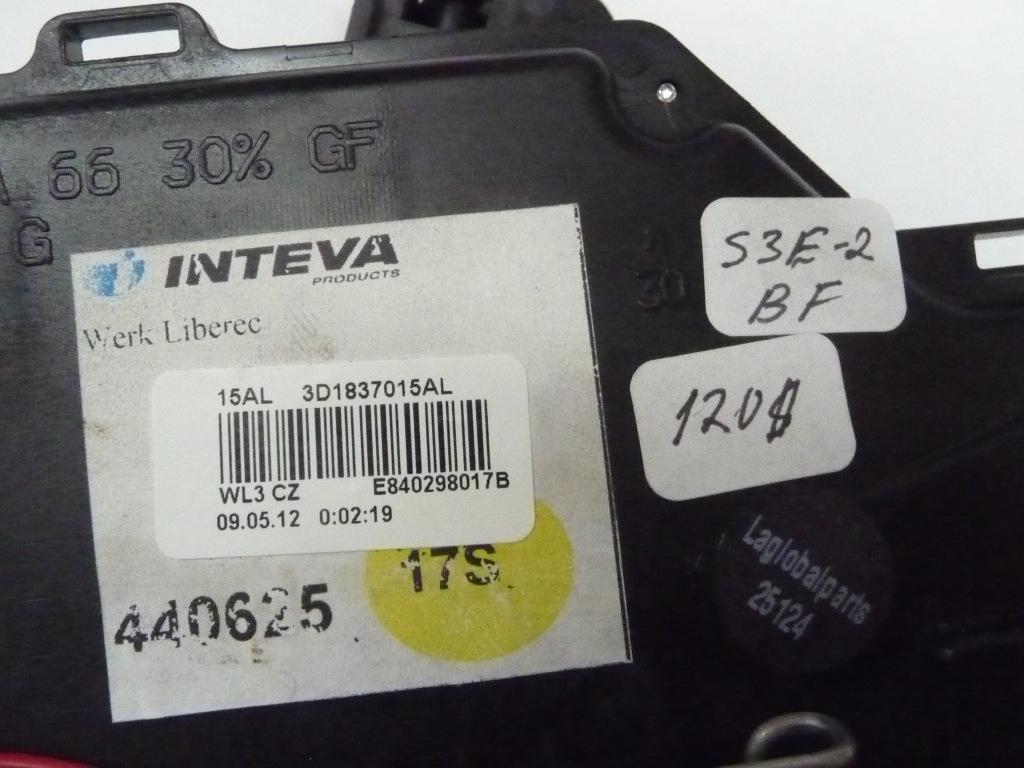 66 30% GF
G
INTEVA
PRODUCTS
Werk Liberec
15AL 3D1837015AL
WL3 CZ E840298017B
09.05.12 0:02:19
17S
440625
30
S3E-2
BF
120$
Laglobalparts
25124